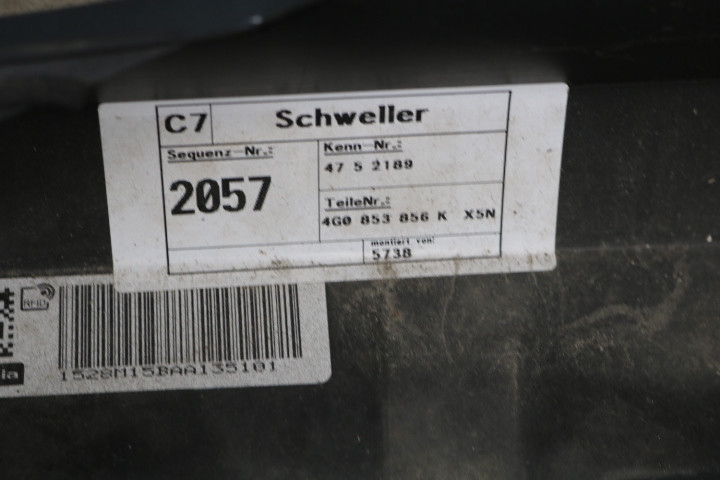 C7 Schweller
Sequenz-Nr.:
2057
Kenn-Nr.:
47 5 2189
TeileNr.:
4G0 853 856 K X5N
montiert von:
5738
RFID
1528M15BAA135101